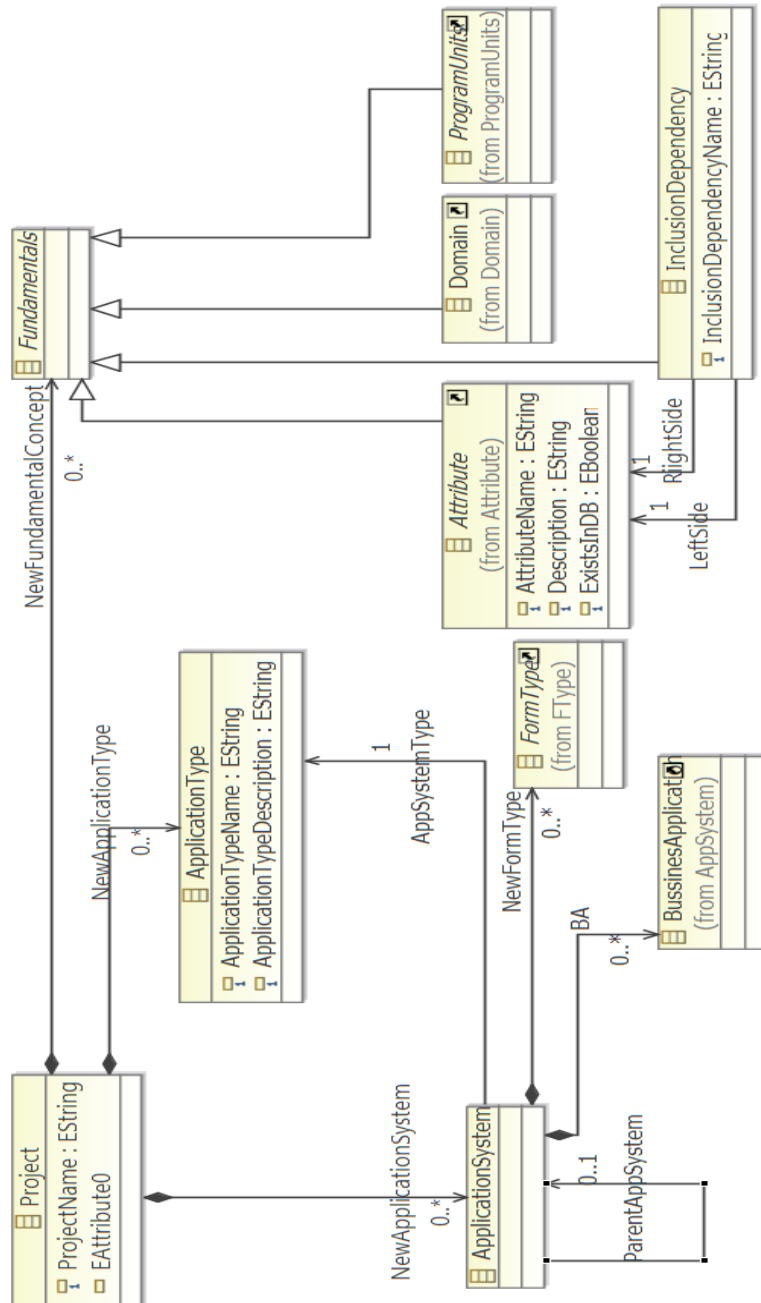 Project
ProjectName : EString
EAttribute0
NewFundamentalConcept
0..*
Fundamentals
NewApplicationType
0..*
ApplicationType
ApplicationTypeName : EString
ApplicationTypeDescription : EString
NewApplicationSystem
0..*
AppSystemType
1
ApplicationSystem
ParentAppSystem
0..1
NewFormType
0..*
FormType
(from FType)
BA
0..*
BussinesApplication
(from AppSystem)
Attribute
(from Attribute)
AttributeName : EString
Description : EString
ExistsInDB : EBoolean
Domain
(from Domain)
ProgramUnits
(from ProgramUnits)
LeftSide
1
RiightSide
1
InclusionDependency
InclusionDependencyName : EString